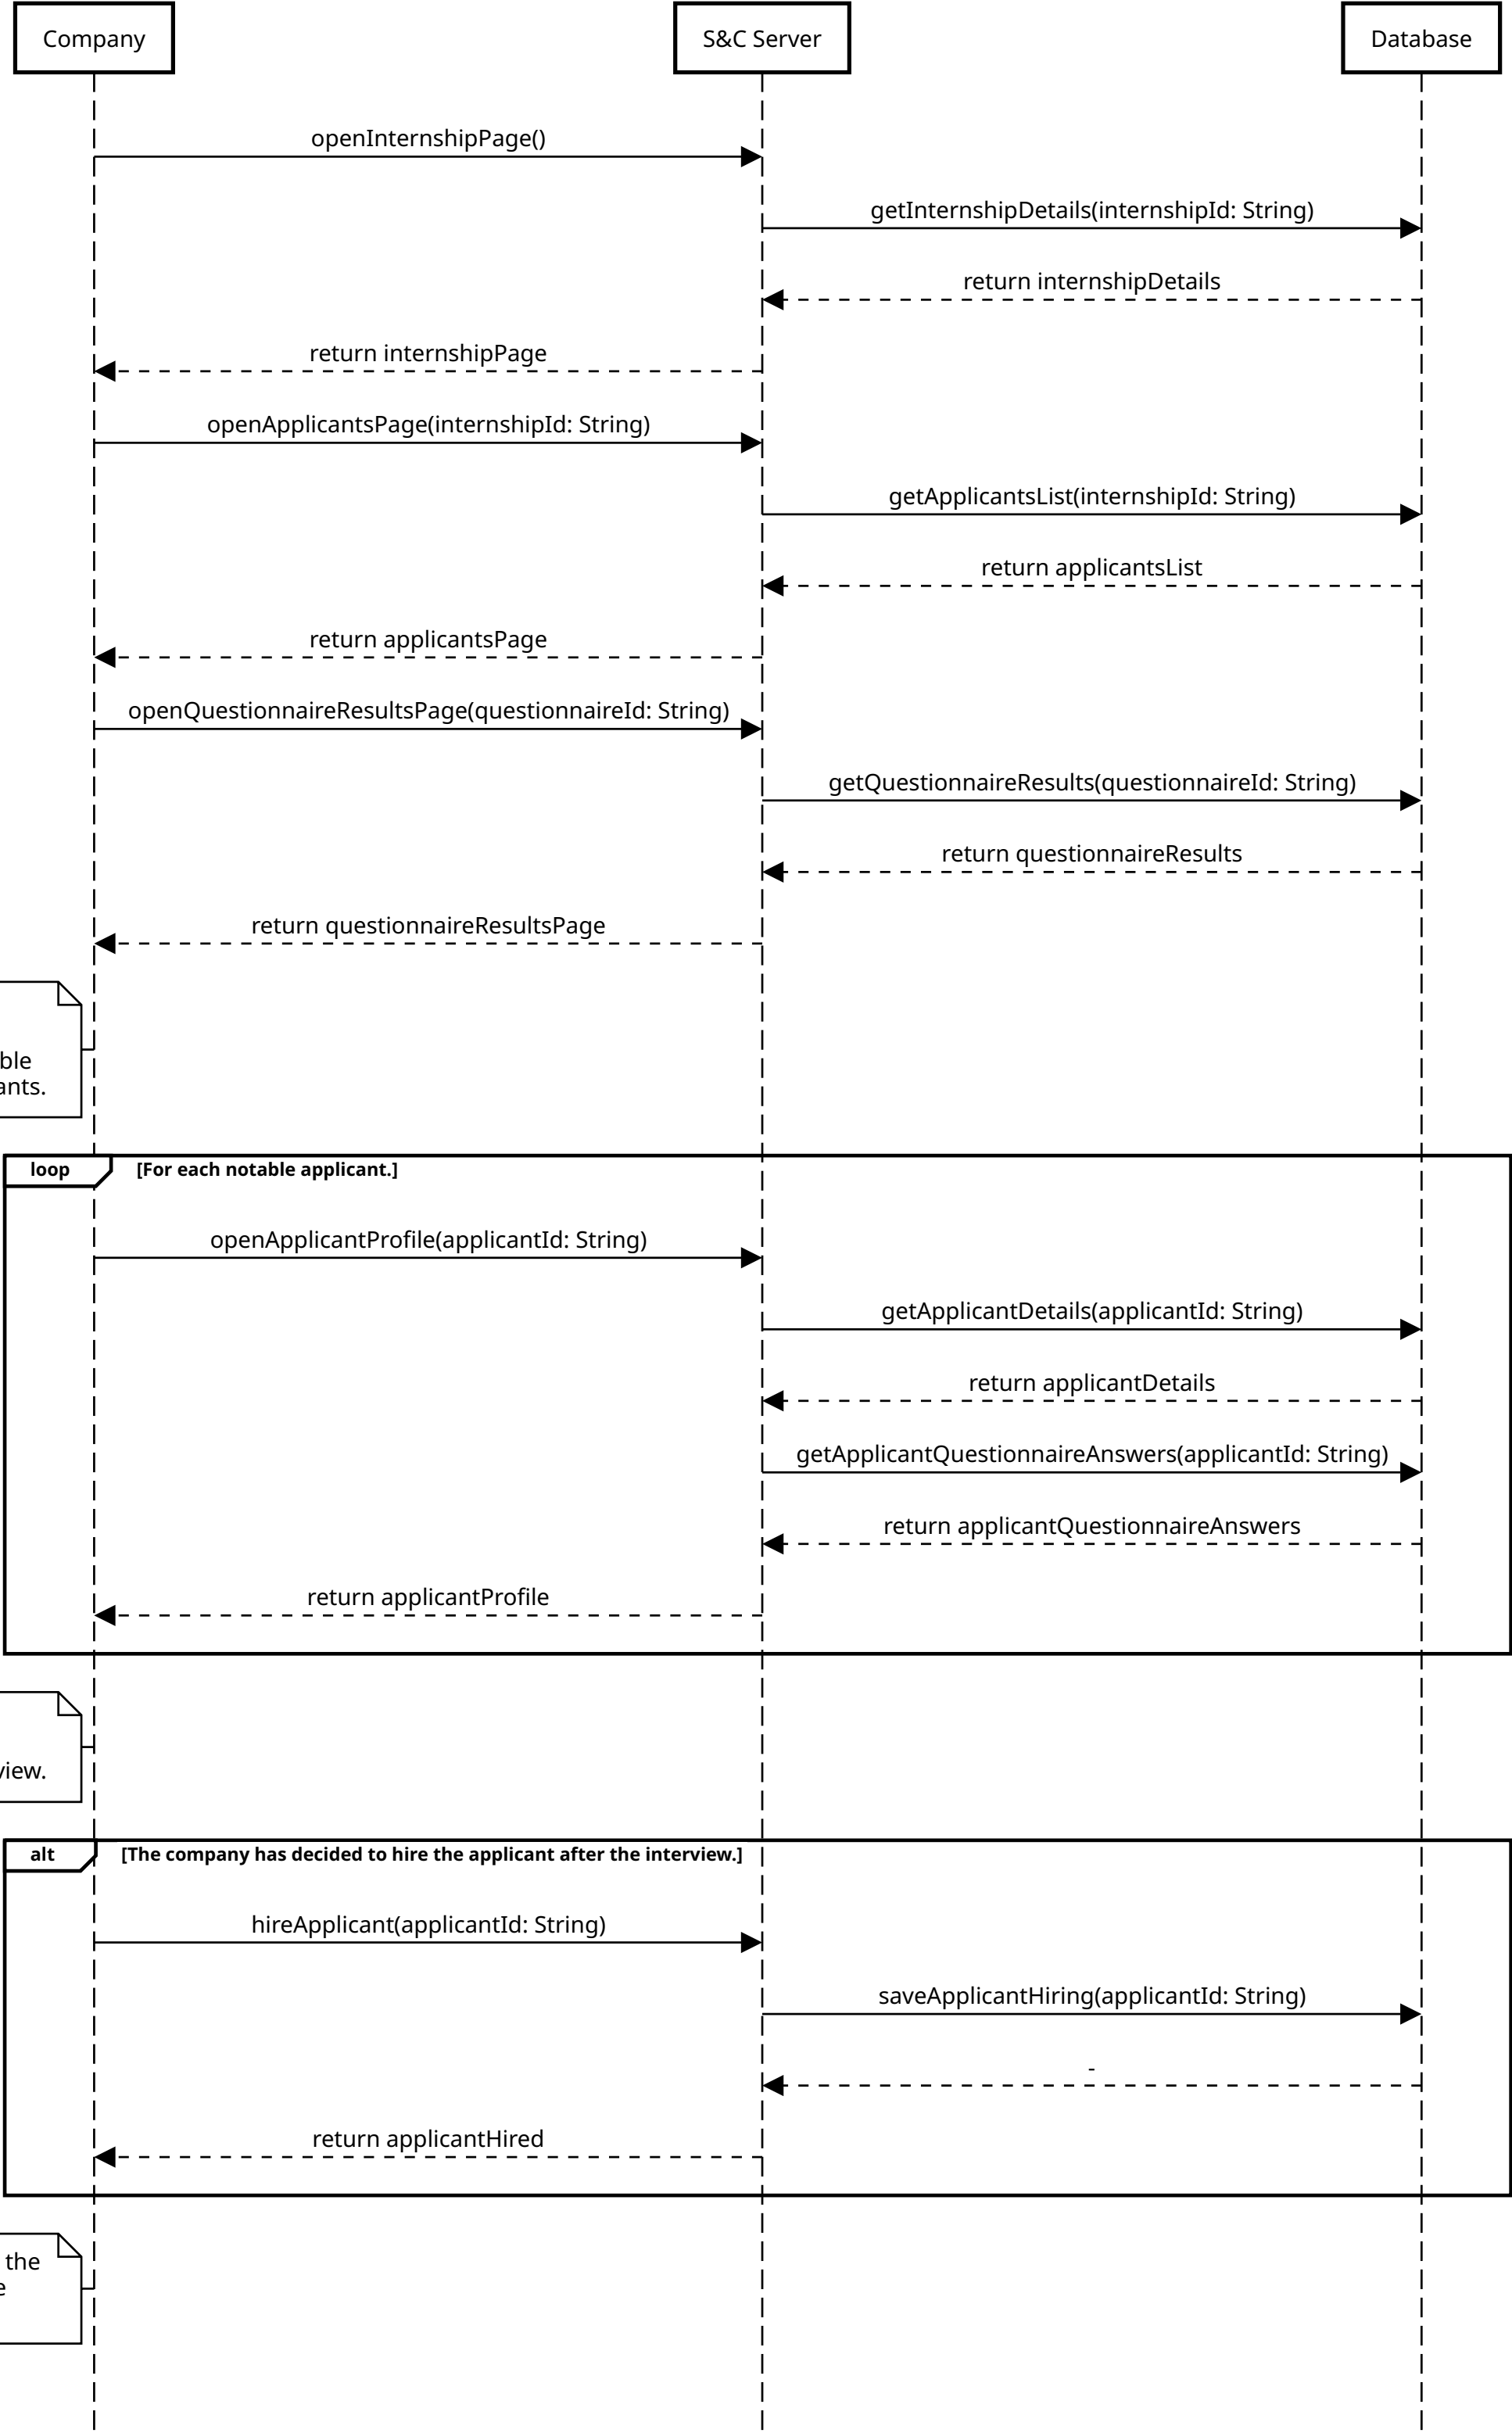 Company
S&C Server
Database
openInternshipPage()
getInternshipDetails(internshipId: String)
return internshipDetails
return internshipPage
openApplicantsPage(internshipId: String)
getApplicantsList(internshipId: String)
return applicantsList
return applicantsPage
openQuestionnaireResultsPage(questionnaireId: String)
getQuestionnaireResults(questionnaireId: String)
return questionnaireResults
return questionnaireResultsPage
loop [For each notable applicant.]
openApplicantProfile(applicantId: String)
getApplicantDetails(applicantId: String)
return applicantDetails
getApplicantQuestionnaireAnswers(applicantId: String)
return applicantQuestionnaireAnswers
return applicantProfile
alt [The company has decided to hire the applicant after the interview.]
hireApplicant(applicantId: String)
saveApplicantHiring(applicantId: String)
-
return applicantHired
the